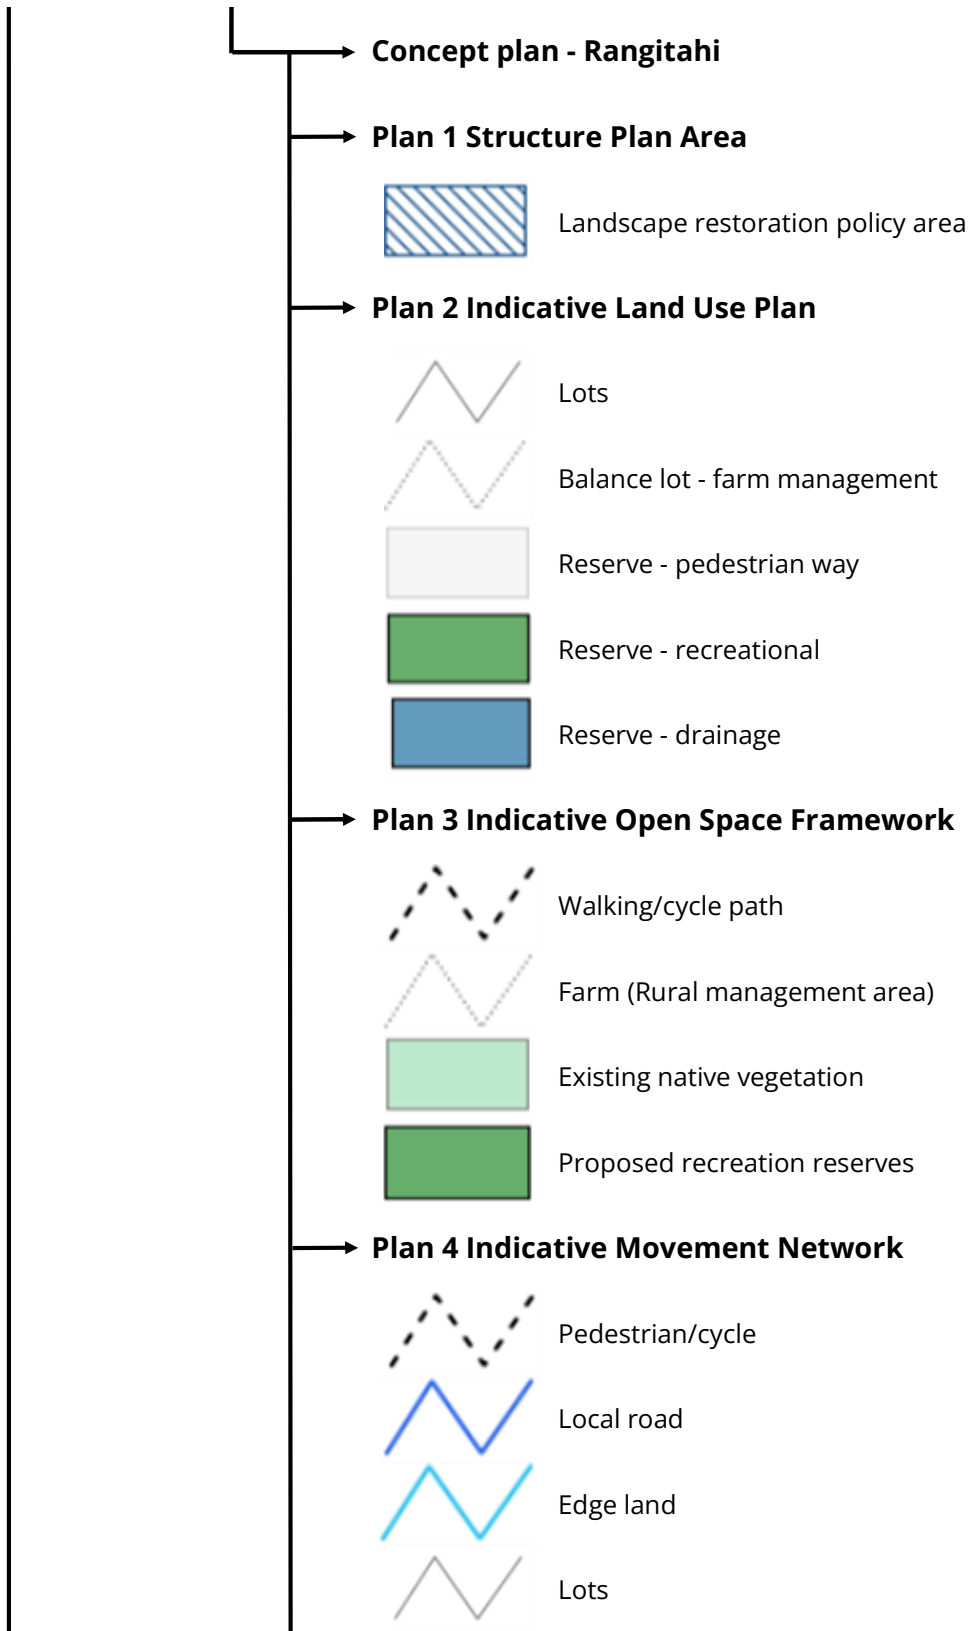 Concept plan - Rangitahi
Plan 1 Structure Plan Area
Landscape restoration policy area
Plan 2 Indicative Land Use Plan
Lots
Balance lot - farm management
Reserve - pedestrian way
Reserve - recreational
Reserve - drainage
Plan 3 Indicative Open Space Framework
Walking/cycle path
Farm (Rural management area)
Existing native vegetation
Proposed recreation reserves
Plan 4 Indicative Movement Network
Pedestrian/cycle
Local road
Edge land
Lots